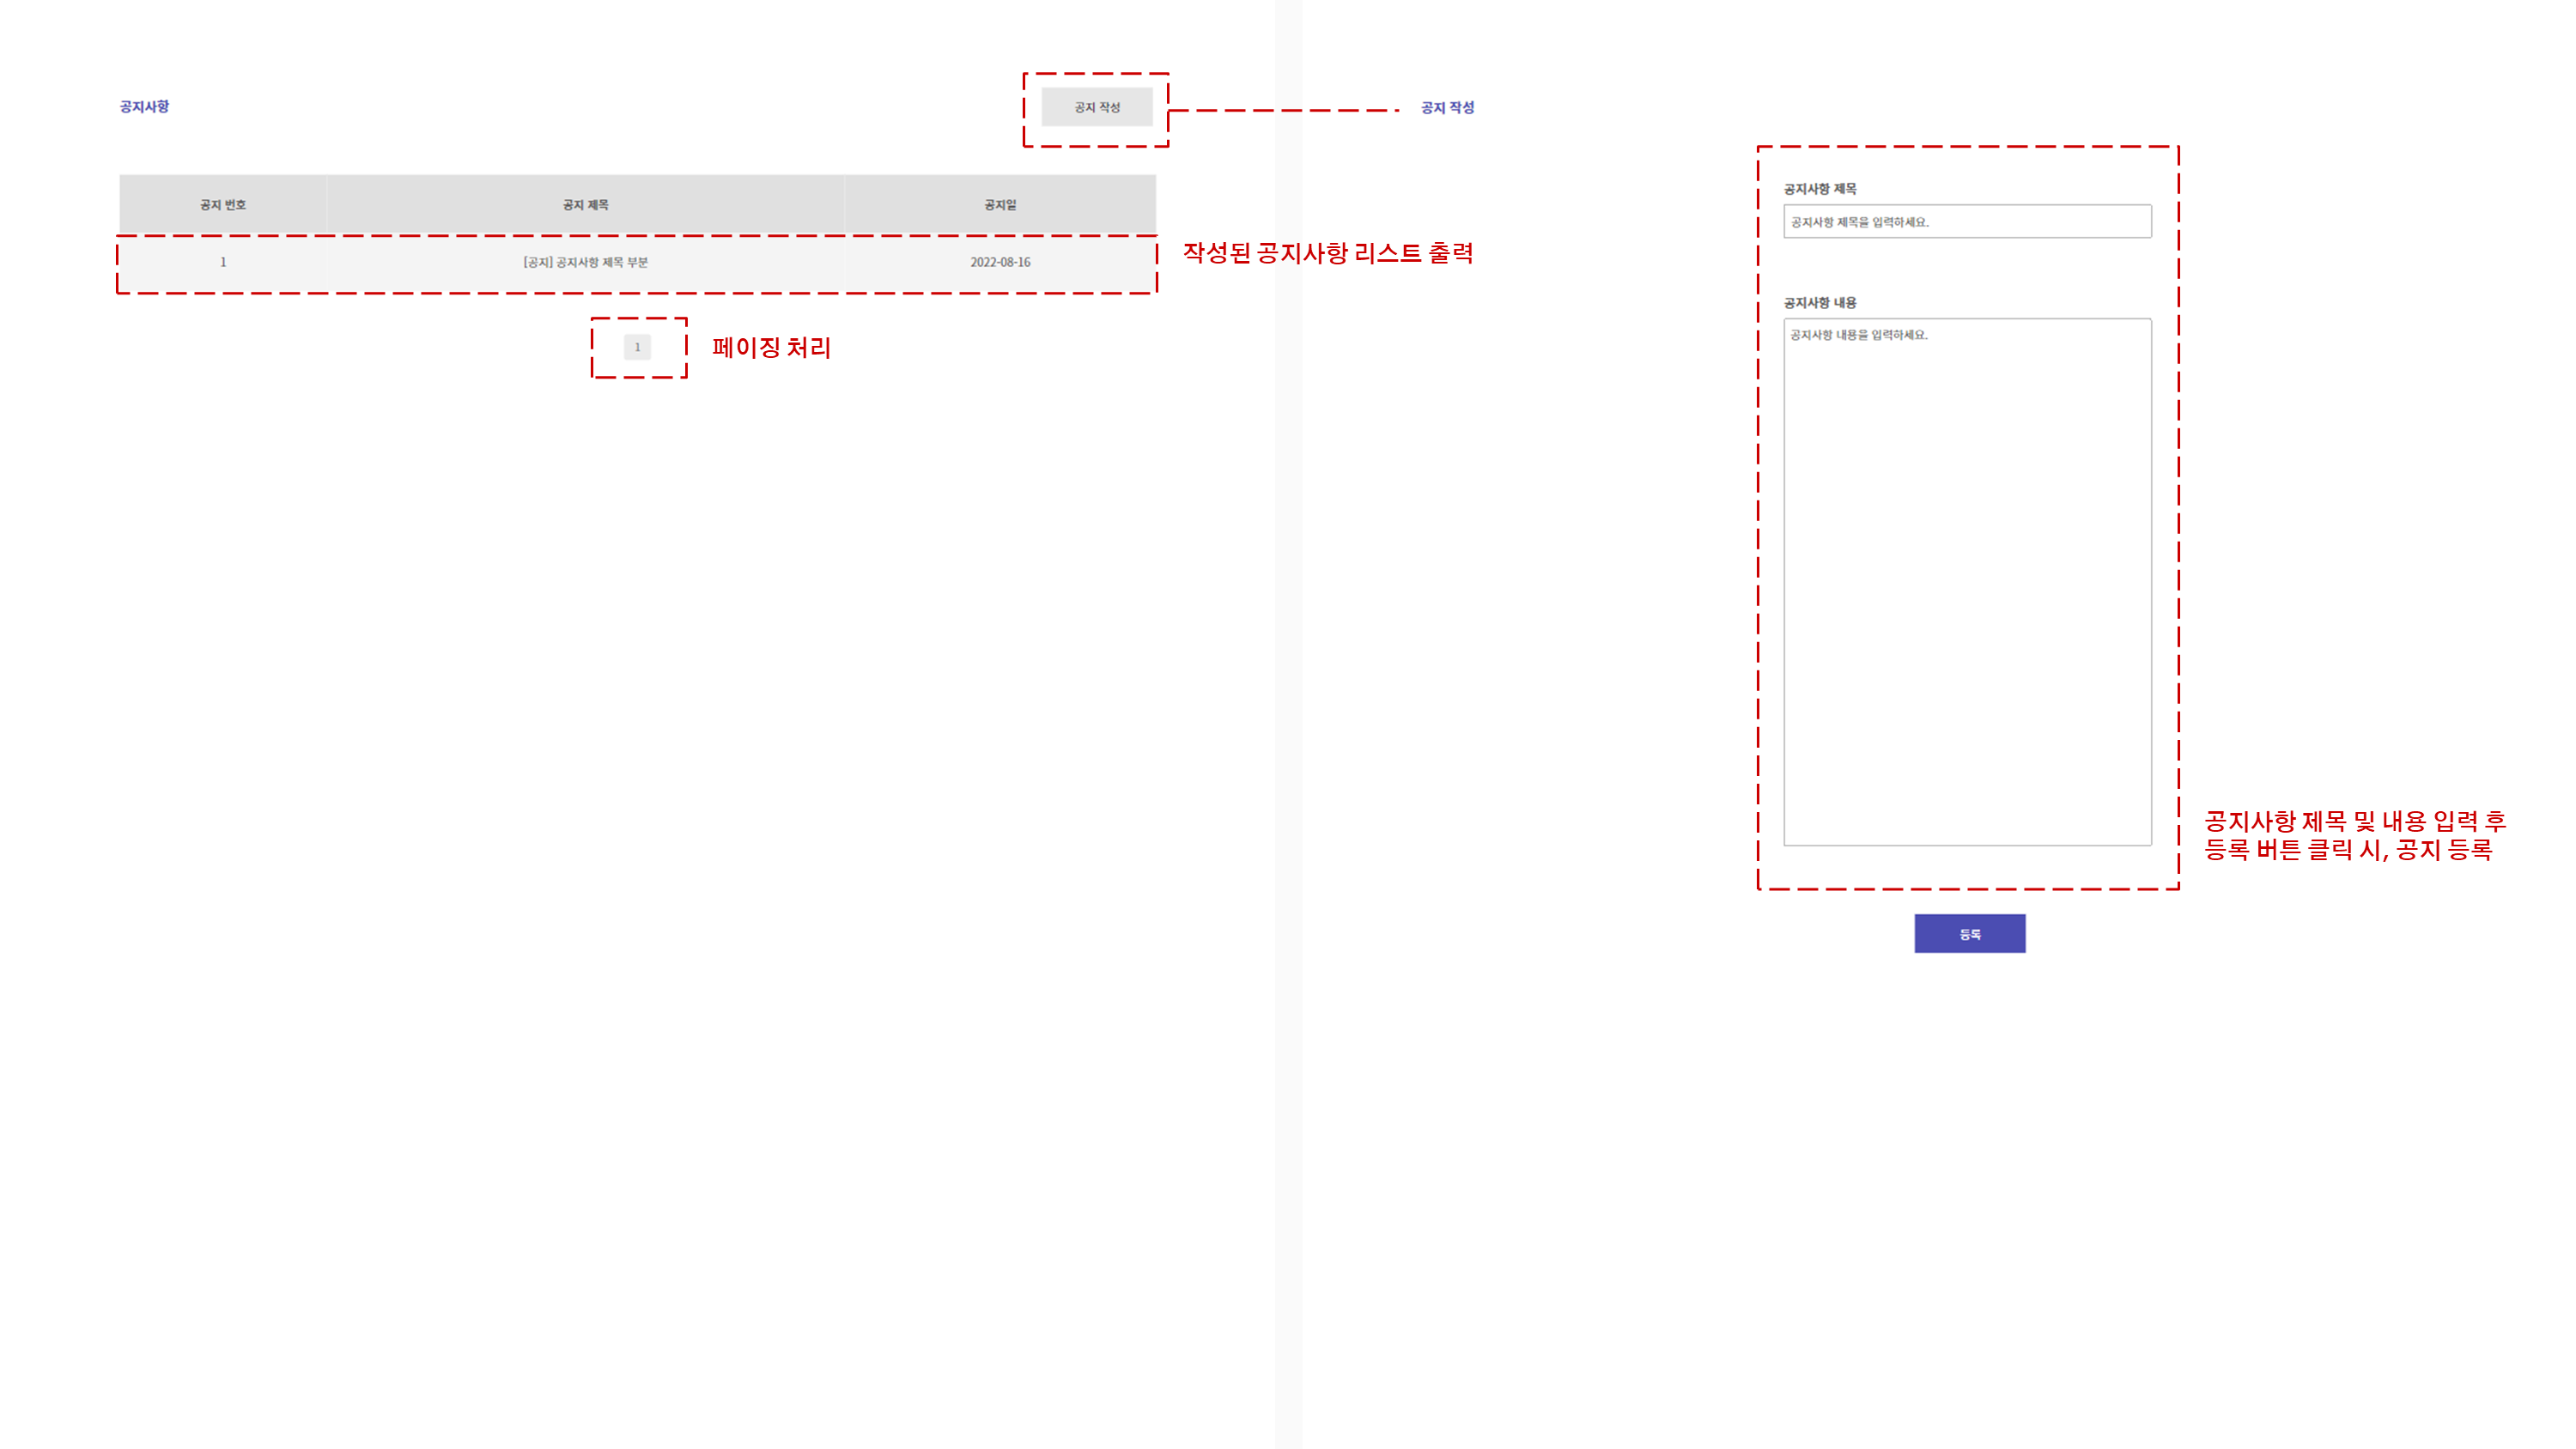 공지사항
공지 작성
공지 번호
공지 제목
공지일
1
[공지] 공지사항 제목 부분
2022-08-16
작성된 공지사항 리스트 출력
1
페이징 처리
공지 작성
공지사항 제목
공지사항 제목을 입력하세요.
공지사항 내용
공지사항 내용을 입력하세요.
공지사항 제목 및 내용 입력 후
등록 버튼 클릭 시, 공지 등록
등록